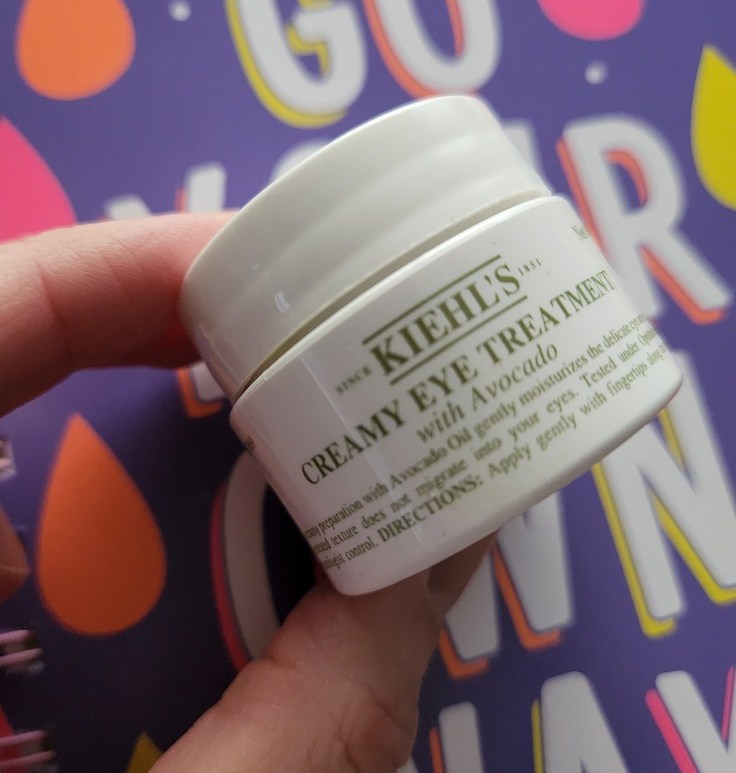 GO
YOUR
OWN
WAY
SINCE KIEHL'S 1851
CREAMY EYE TREATMENT
with Avocado
preparation with Avocado Oil gently moisturizes the delicate
texture does not migrate into your eyes. Tested under
control. DIRECTIONS: Apply gently with fingertips along